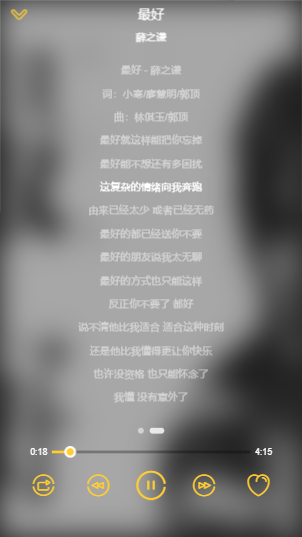 最好
薛之谦
最好 - 薛之谦
词：小寒/廖慧明/郭顶
曲：林俱玉/郭顶
最好就这样能把你忘掉
最好能不想还有多困扰
这复杂的情绪向我奔跑
由来已经太少 或者已经无药
最好的都已经送你不要
最好的朋友说我太无聊
最好的方式也只能这样
反正你不要了 都好
说不清他比我适合 适合这种时刻
还是他比我懂得更让你快乐
也许没资格 也只能怀念了
我懂 没有意外了
0:18
4:15